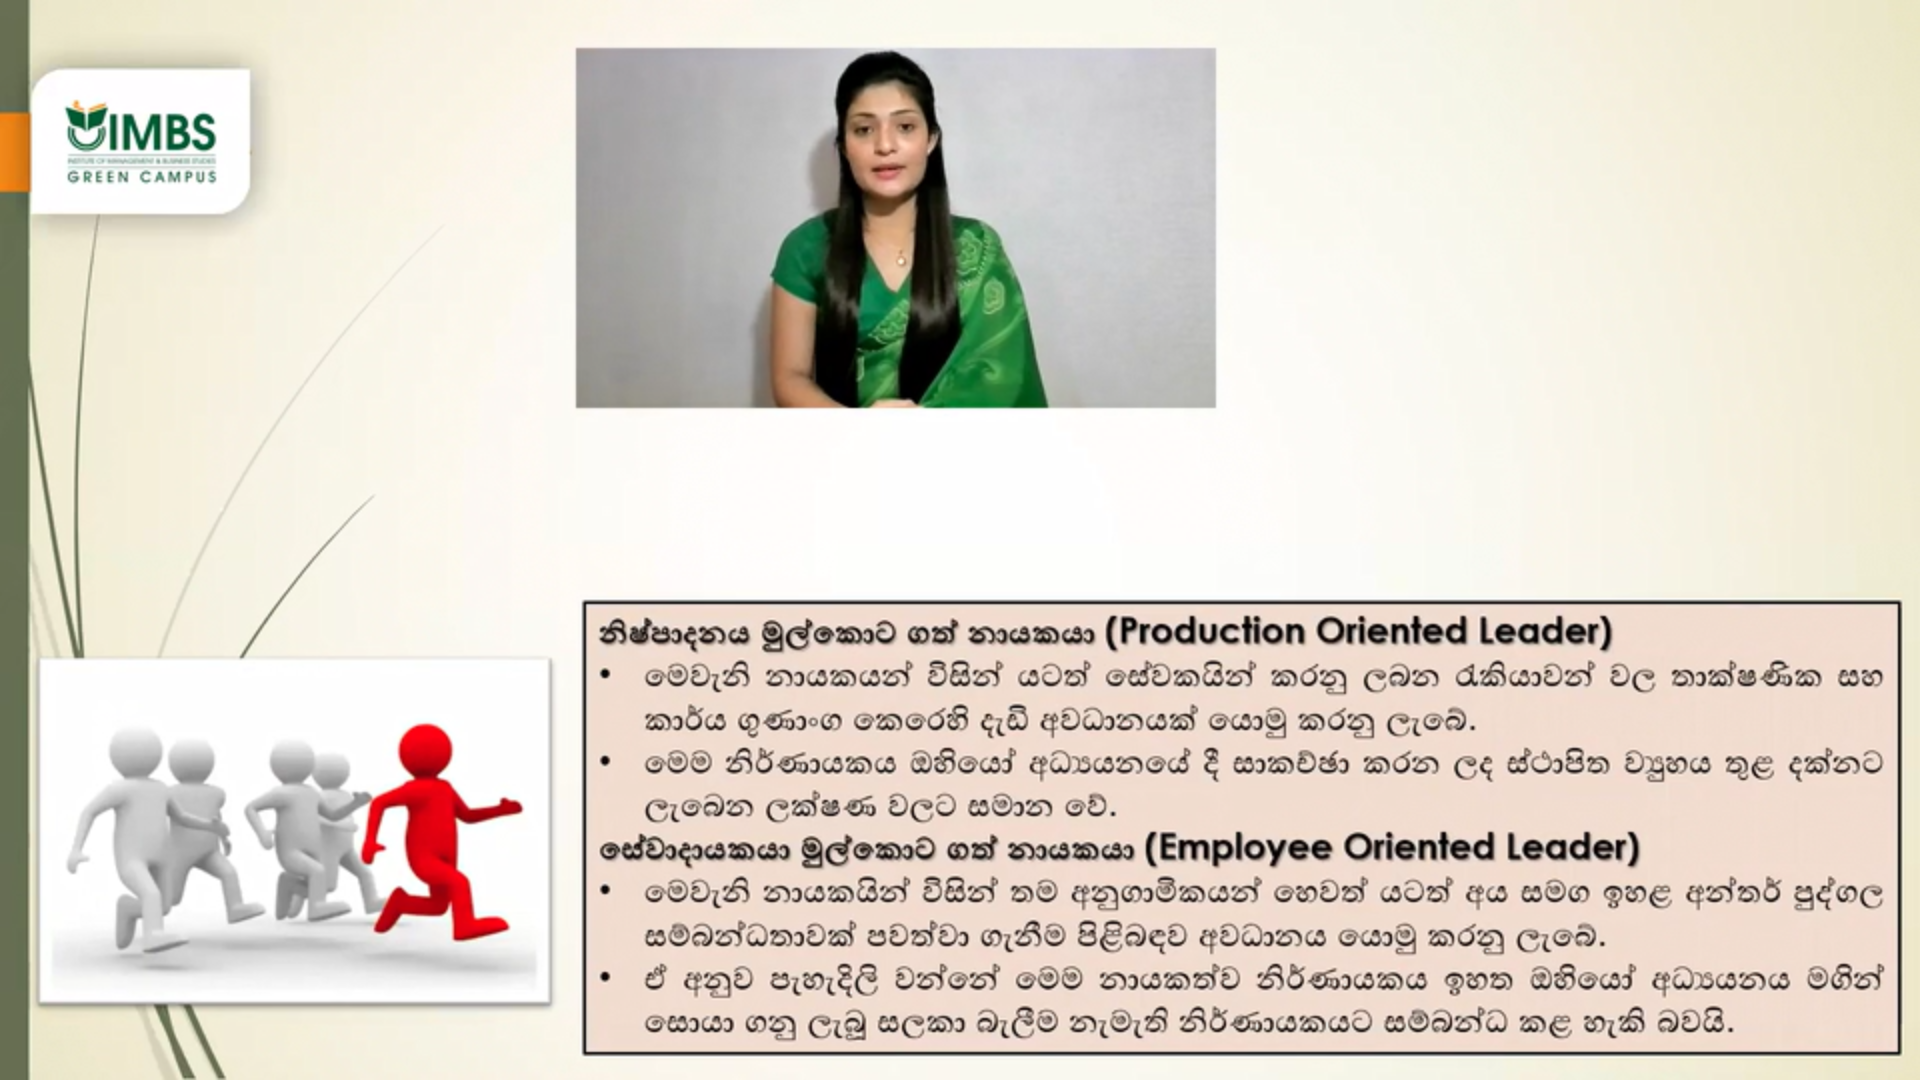 IMBS
INSTITUTE OF MANAGEMENT & BUSINESS STUDIES
GREEN CAMPUS
නිෂ්පාදනය මුල්කොට ගත් නායකයා (Production Oriented Leader)
• මෙවැනි නායකයන් විසින් යටත් සේවකයින් කරනු ලබන රැකියාවන් වල තාක්ෂණික සහ
කාර්ය ගුණාංග කෙරෙහි දැඩි අවධානයක් යොමු කරනු ලැබේ.
• මෙම නිර්ණායකය ඔහියෝ අධ්‍යයනයේ දී සාකච්ඡා කරන ලද ස්ථාපිත ව්‍යුහය තුළ දක්නට
ලැබෙන ලක්ෂණ වලට සමාන වේ.
සේවාදායකයා මුල්කොට ගත් නායකයා (Employee Oriented Leader)
• මෙවැනි නායකයින් විසින් තම අනුගාමිකයන් හෙවත් යටත් අය සමග ඉහළ අන්තර් පුද්ගල
සම්බන්ධතාවක් පවත්වා ගැනීම පිළිබඳව අවධානය යොමු කරනු ලැබේ.
• ඒ අනුව පැහැදිලි වන්නේ මෙම නායකත්ව නිර්ණායකය ඉහත ඔහියෝ අධ්‍යයනය මගින්
සොයා ගනු ලැබූ සලකා බැලීම නැමැති නිර්ණායකයට සම්බන්ධ කළ හැකි බවයි.